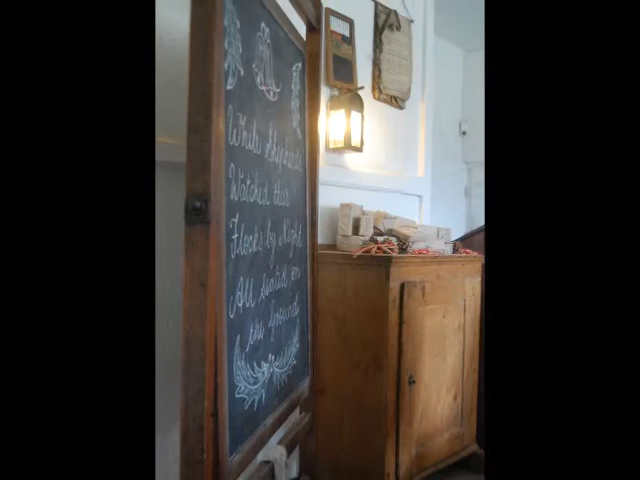 While Shepherds
Watched their
Flocks by Night
All seated on
the ground